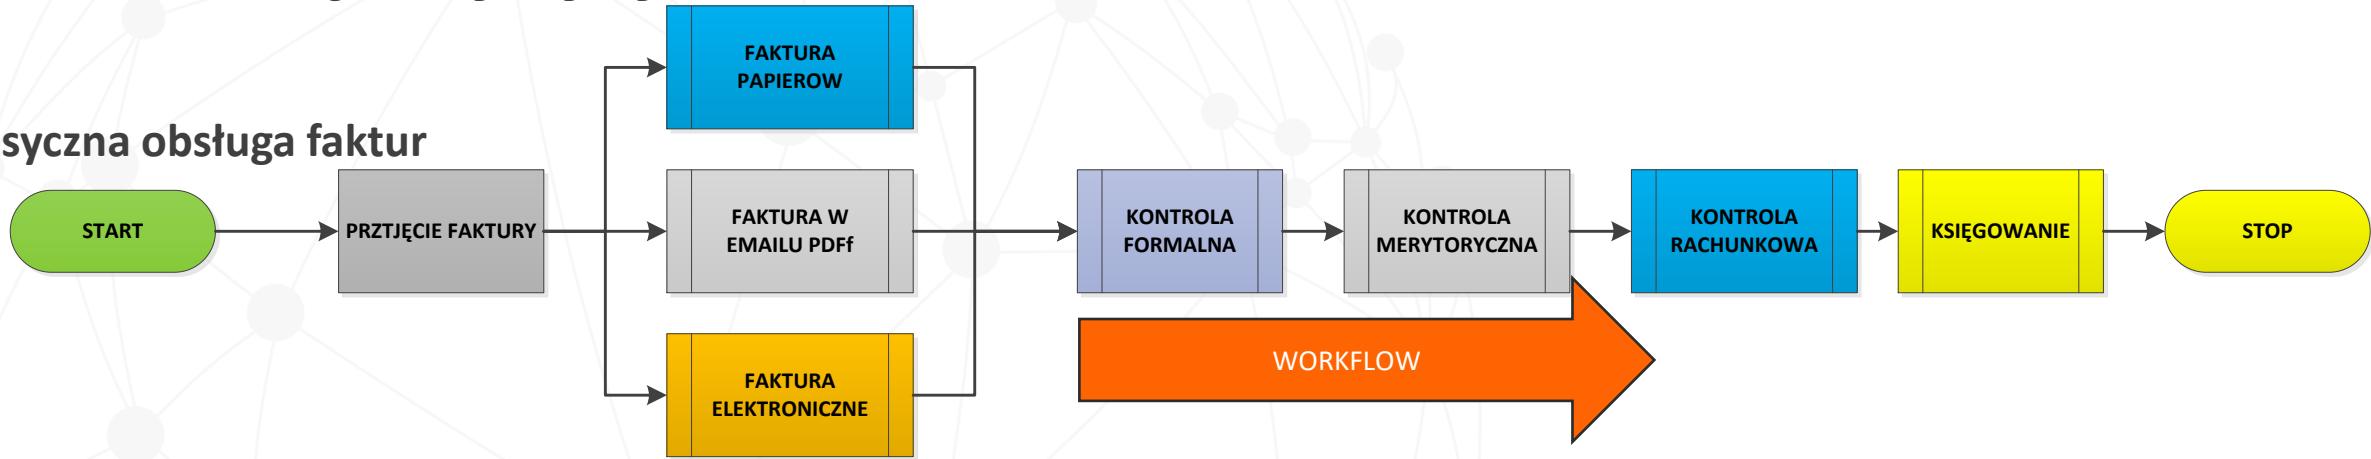 FAKTURA
PAPIEROW
syczna obsługa faktur
START
PRZTJĘCIE FAKTURY
FAKTURA W
EMAILU PDFf
KONTROLA
FORMALNA
KONTROLA
MERYTORYCZNA
KONTROLA
RACHUNKOWA
KSIĘGOWANIE
STOP
WORKFLOW
FAKTURA
ELEKTRONICZNE